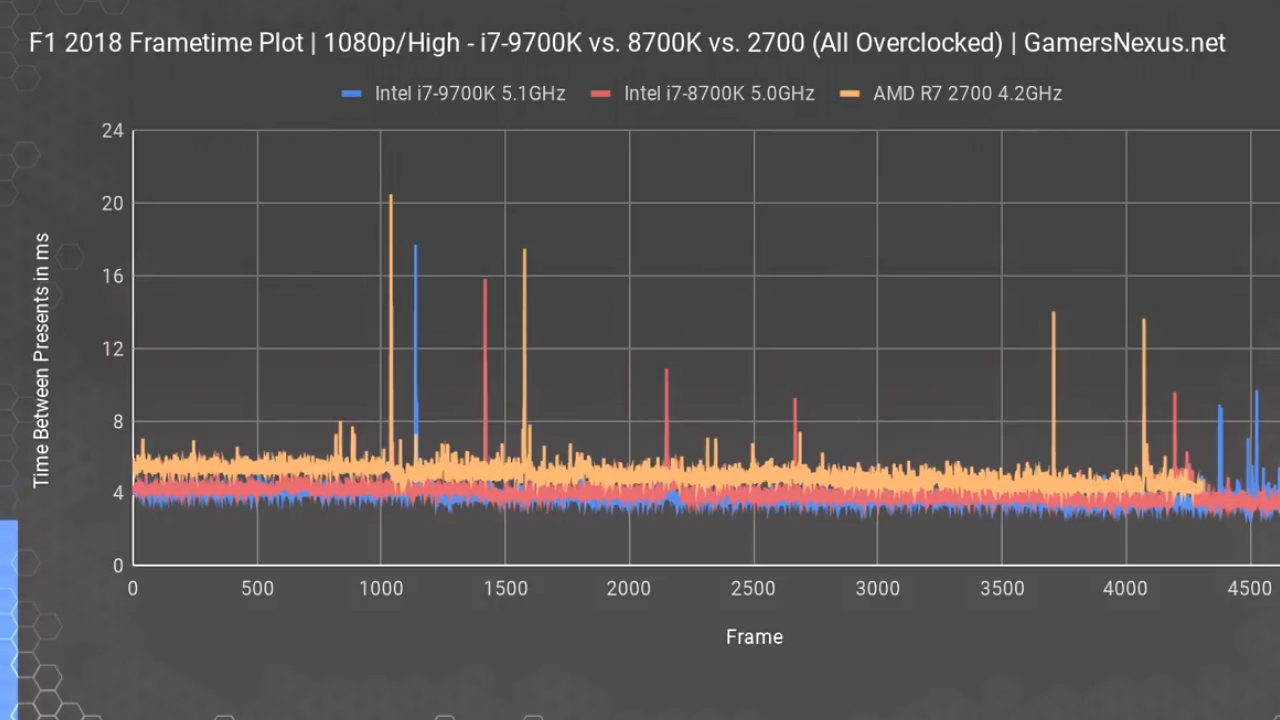 F1 2018 Frametime Plot | 1080p/High - i7-9700K vs. 8700K vs. 2700 (All Overclocked) | GamersNexus.net
Intel i7-9700K 5.1GHz Intel i7-8700K 5.0GHz AMD R7 2700 4.2GHz
Time Between Presents in ms
24
20
16
12
8
4
0
0 500 1000 1500 2000 2500 3000 3500 4000 4500
Frame